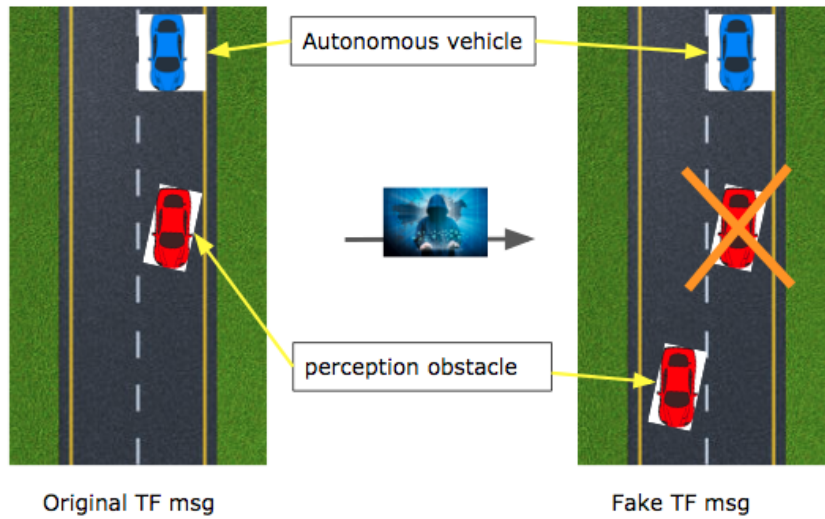 Autonomous vehicle
perception obstacle
Original TF msg
Fake TF msg